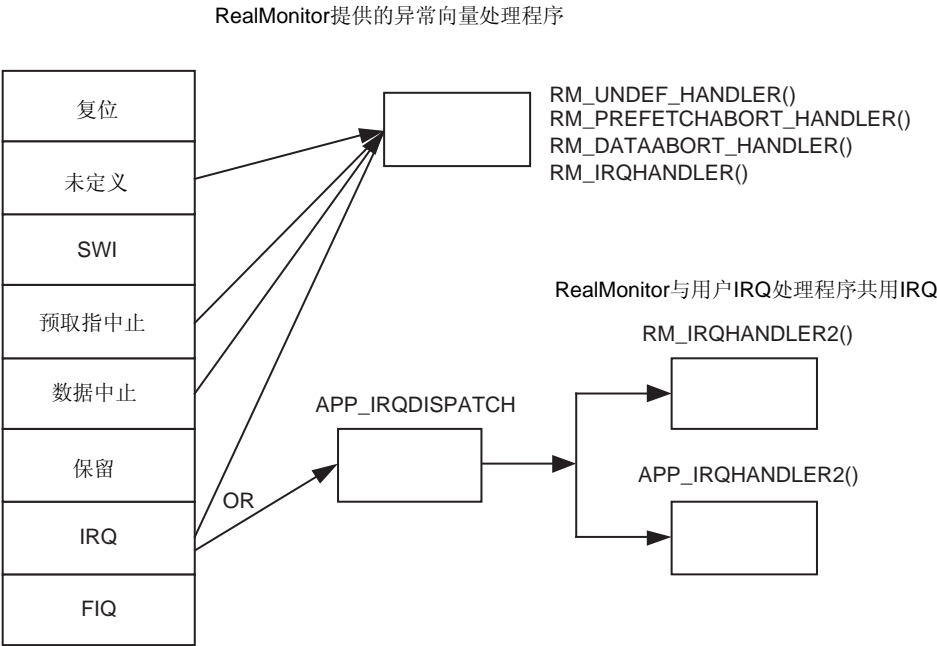 RealMonitor提供的异常向量处理程序
复位
未定义
SWI
预取指中止
数据中止
保留
IRQ
FIQ
RM_UNDEF_HANDLER()
RM_PREFETCHABORT_HANDLER()
RM_DATAABORT_HANDLER()
RM_IRQHANDLER()
RealMonitor与用户IRQ处理程序共用IRQ
RM_IRQHANDLER2()
APP_IRQDISPATCH
APP_IRQHANDLER2()
OR